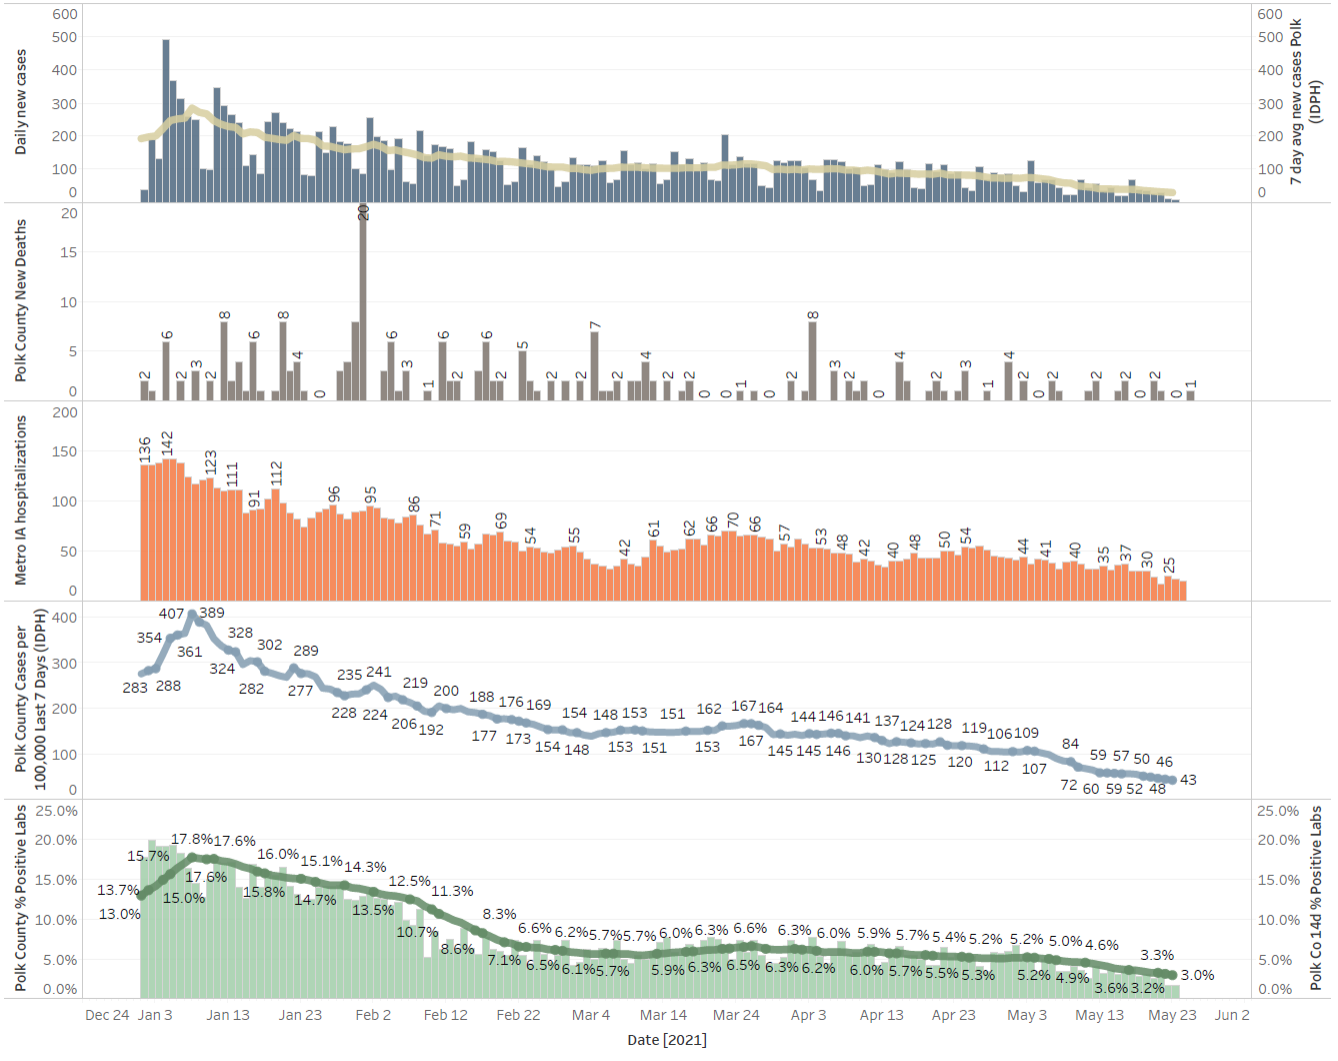 600
500
400
300
200
100
0
Daily new cases
600
500
400
300
200
100
0
7 day avg new cases Polk
(IDPH)
20
15
10
5
0
Polk County New Deaths
2 6 2 3 2 8 6 8 4 0 20 6 3 1 6 2 6 2 5 2 2 7 2 4 2 2 0 0 1 0 2 8 3 2 0 4 2 3 1 4 2 0 2 2 2 0 2 0 1
200
150
100
50
0
Metro IA hospitalizations
136 142 123 111 91 112 96 95 86 71 59 69 54 55 42 61 62 66 70 66 57 53 48 42 40 48 50 54 44 41 40 35 37 30 25
400
300
200
100
0
Polk County Cases per
100,000 Last 7 Days (IDPH)
407 389
354 328 302 289
361 324 282 277
283 288
235 241 219 200 188 176 169 154 148 153 151 162 167 164 144 146 141 137 124 128 119 106 109 84 59 57 50 46
228 224 206 192 177 173 154 148 153 151 153 167 145 145 146 130 128 125 120 112 107 72 60 59 52 48 43
25.0%
20.0%
15.0%
10.0%
5.0%
0.0%
Polk County % Positive Labs
17.8% 17.6%
15.7% 16.0% 15.1% 14.3% 12.5% 11.3% 8.3% 6.6% 6.2% 5.7% 5.7% 6.0% 6.3% 6.6% 6.3% 6.0% 5.9% 5.7% 5.4% 5.2% 5.2% 5.0% 4.6% 3.3%
13.7% 17.6% 15.8% 14.7% 13.5% 10.7% 8.6% 7.1% 6.5% 6.1% 5.7% 5.9% 6.3% 6.5% 6.3% 6.2% 6.0% 5.7% 5.5% 5.3% 5.2% 4.9% 3.6% 3.2% 3.0%
13.0% 15.0%
25.0%
20.0%
15.0%
10.0%
5.0%
0.0%
Polk Co 14d % Positive Labs
Dec 24 Jan 3 Jan 13 Jan 23 Feb 2 Feb 12 Feb 22 Mar 4 Mar 14 Mar 24 Apr 3 Apr 13 Apr 23 May 3 May 13 May 23 Jun 2
Date [2021]